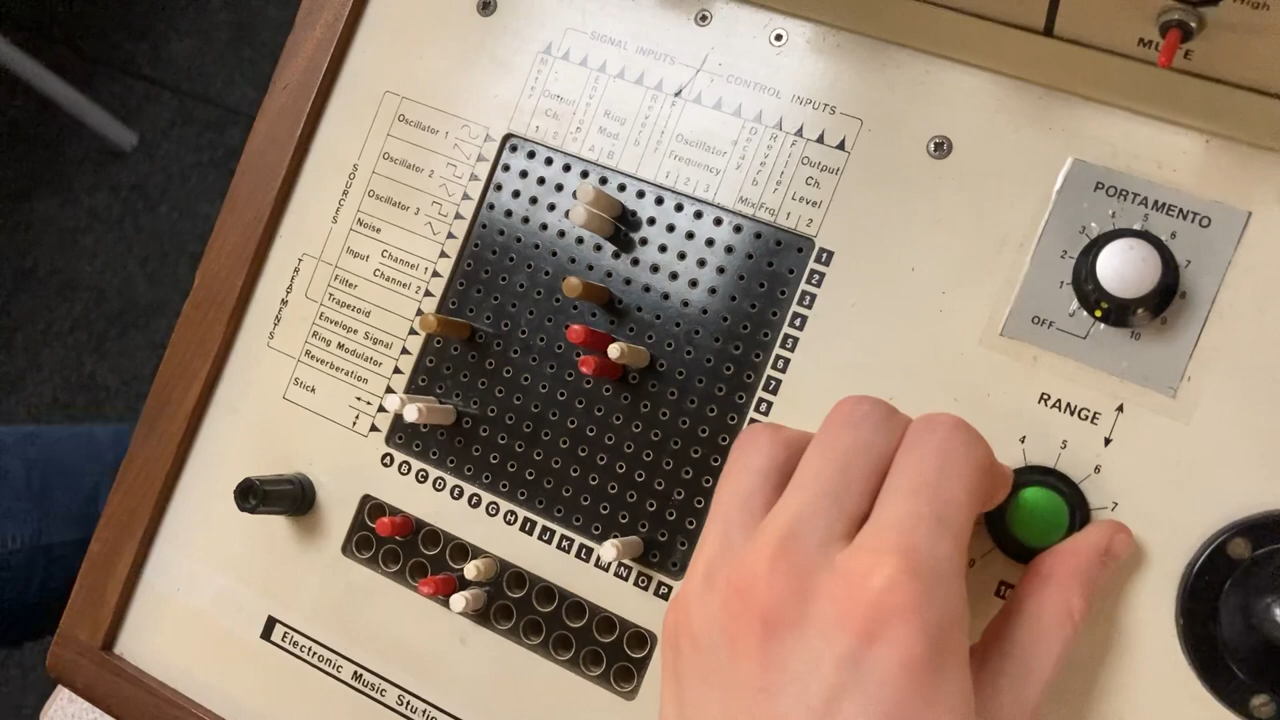 High
MUTE
SIGNAL INPUTS
CONTROL INPUTS
Meter
Output Ch. 1 2
Envelope
Ring Mod. A B
Reverb
Oscillator Frequency 1 2 3
Decay
Reverb Mix
Filter Frq.
Output Ch. Level 1 2
SOURCES
Oscillator 1
Oscillator 2
Oscillator 3
Noise
Input Channel 1
Channel 2
TREATMENTS
Filter
Trapezoid
Envelope Signal
Ring Modulator
Reverberation
Stick
1
2
3
4
5
6
7
8
A B C D E F G H I J K L M N O P
PORTAMENTO
OFF 1 2 3 4 5 6 7 8 9 10
RANGE
0 4 5 6 7
Electronic Music Studio